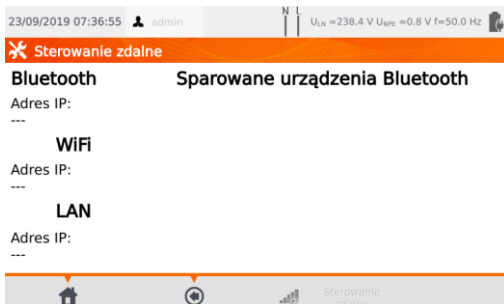 23/09/2019 07:36:55 admin N L U_LN =238.4 V U_NPE =0.8 V f=50.0 Hz
Sterowanie zdalne
Bluetooth Sparowane urządzenia Bluetooth
Adres IP:
---
WiFi
Adres IP:
---
LAN
Adres IP:
---
Sterowanie
zdalne